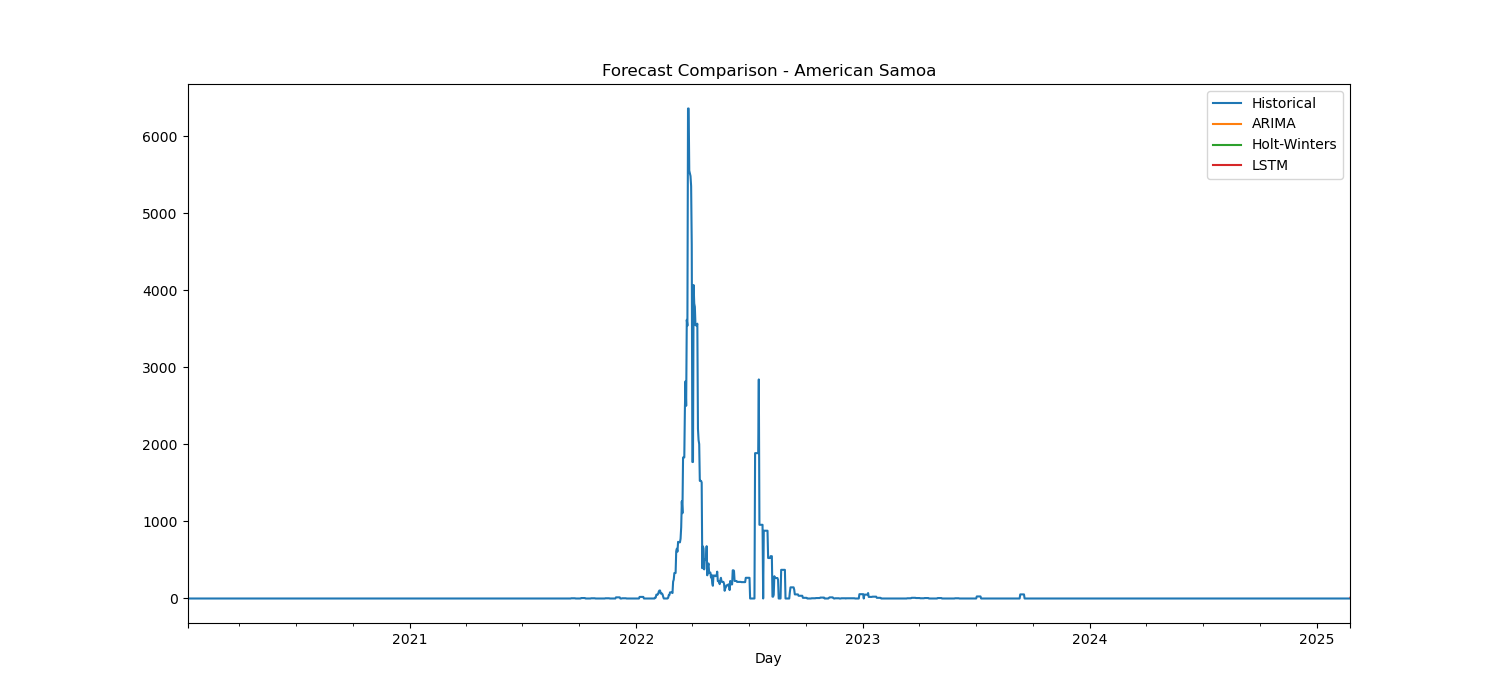 Forecast Comparison - American Samoa
Historical
ARIMA
Holt-Winters
LSTM
6000
5000
4000
3000
2000
1000
0
2021 2022 2023 2024 2025
Day